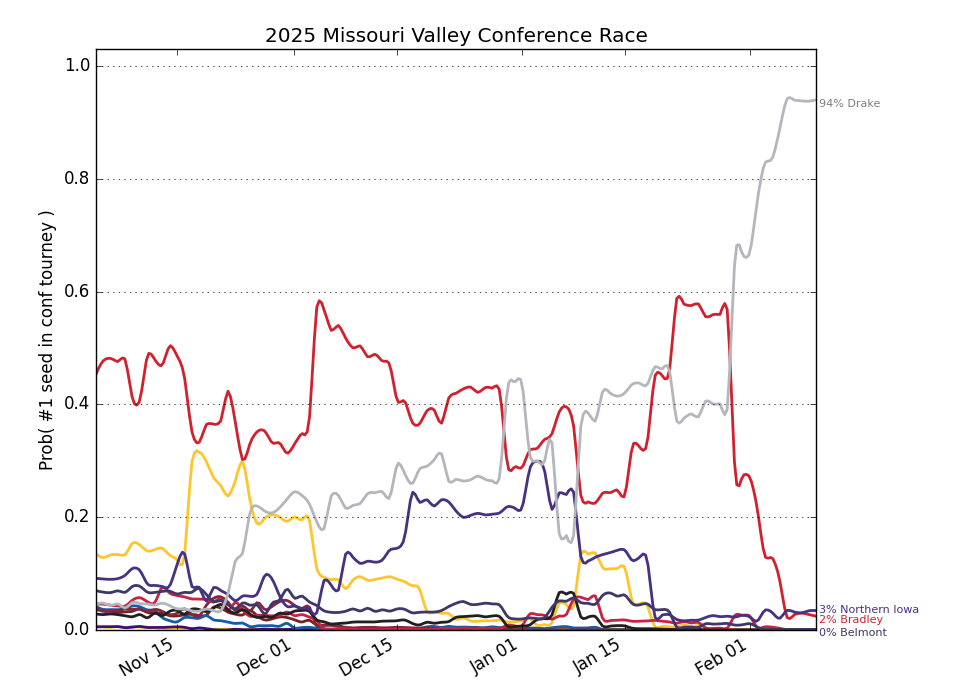 2025 Missouri Valley Conference Race
Prob( #1 seed in conf tourney )
1.0
0.8
0.6
0.4
0.2
0.0
Nov 15
Dec 01
Dec 15
Jan 01
Jan 15
Feb 01
94% Drake
3% Northern Iowa
2% Bradley
0% Belmont